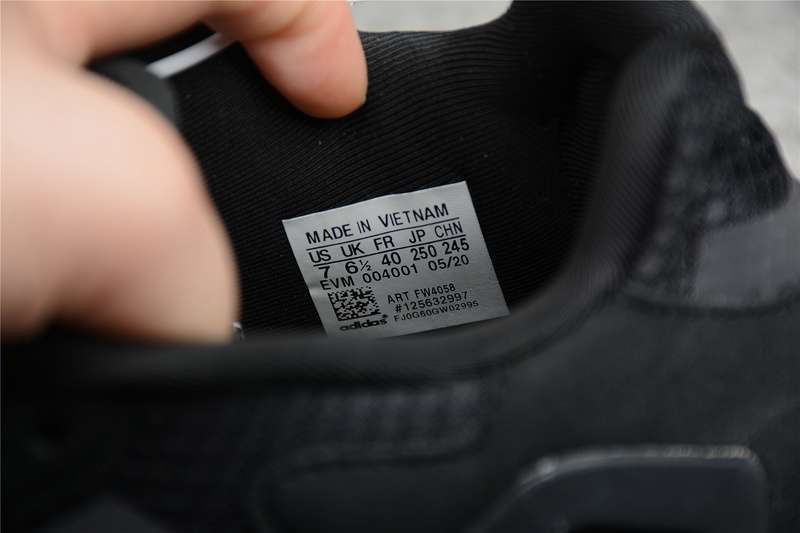 MADE IN VIETNAM
US UK FR JP CHN
7 6½ 40 250 245
EVM 004001 05/20
ART FW4058
#125632997
FJ0G60GW02995
adidas